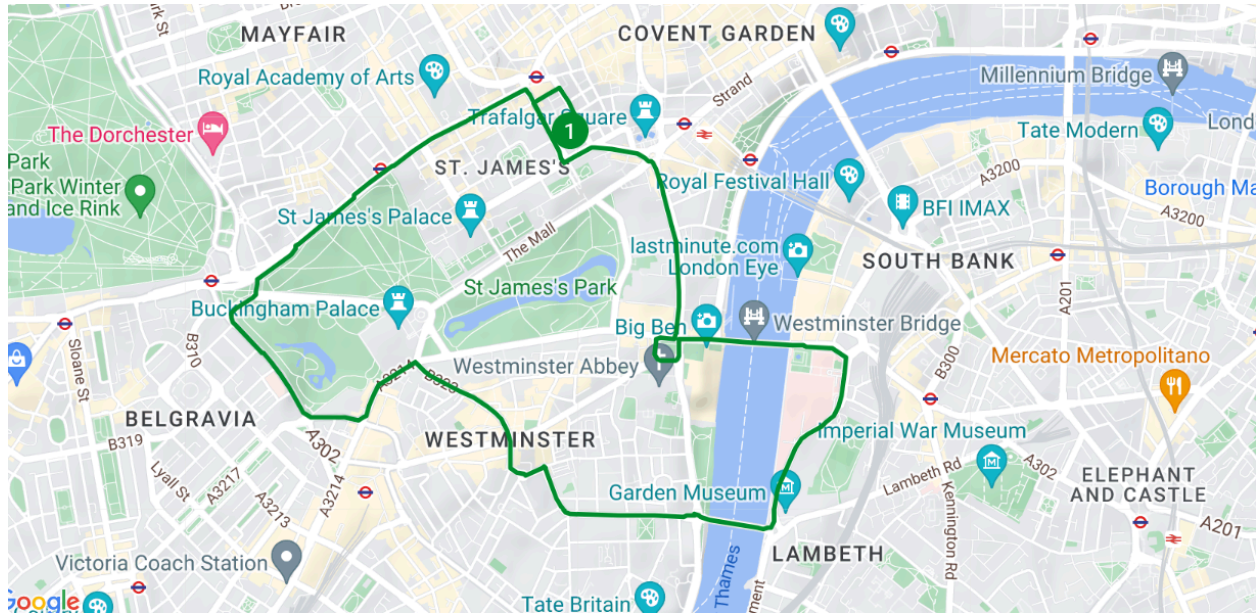 MAYFAIR
COVENT GARDEN
Park St
Royal Academy of Arts
Strand
Millennium Bridge
The Dorchester
Trafalgar Square
1
Tate Modern
Park
Park Winter
and Ice Rink
ST. JAMES'S
Royal Festival Hall
A3200
Borough Ma
St James's Palace
BFI IMAX
A3200
The Mall
lastminute.com
London Eye
SOUTH BANK
St James's Park
A201
Buckingham Palace
Big Ben
Westminster Bridge
Sloane St
B310
Westminster Abbey
B300
Mercato Metropolitano
A3214
B323
BELGRAVIA
WESTMINSTER
Imperial War Museum
B319
A302
A302
Lyall St
A3217
Lambeth Rd
ELEPHANT
AND CASTLE
A3214
Garden Museum
A3213
Kennington Rd
A201
Victoria Coach Station
LAMBETH
Thames
Google
Tate Britain